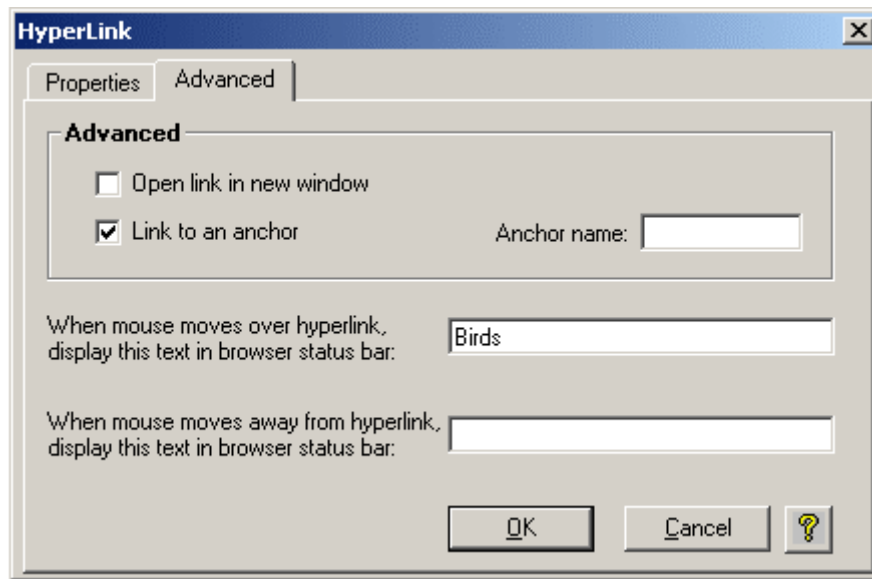 HyperLink
Properties
Advanced
Advanced
Open link in new window
Link to an anchor
Anchor name:
When mouse moves over hyperlink,
display this text in browser status bar:
Birds
When mouse moves away from hyperlink,
display this text in browser status bar:
OK
Cancel
?